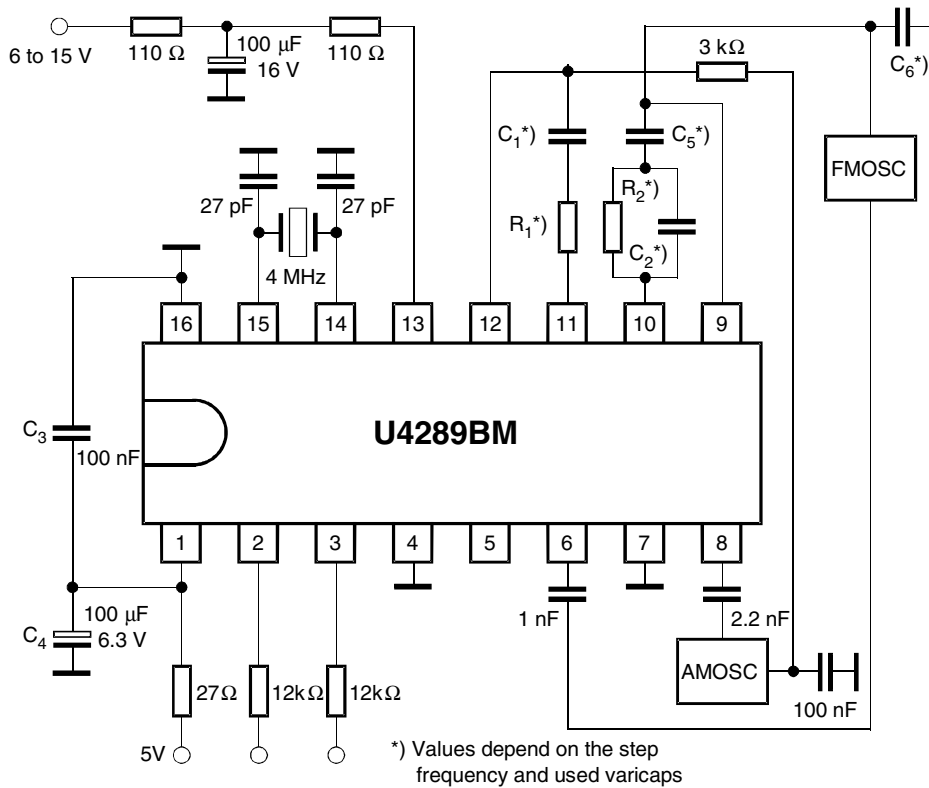 6 to 15 V
110 Ω
100 µF
16 V
110 Ω
3 kΩ
C6*)
C1*)
C5*)
FMOSC
27 pF
27 pF
R2*)
R1*)
C2*)
4 MHz
16
15
14
13
12
11
10
9
C3
100 nF
U4289BM
1
2
3
4
5
6
7
8
C4
100 µF
6.3 V
1 nF
2.2 nF
27Ω
12kΩ
12kΩ
AMOSC
100 nF
5V
*) Values depend on the step
frequency and used varicaps